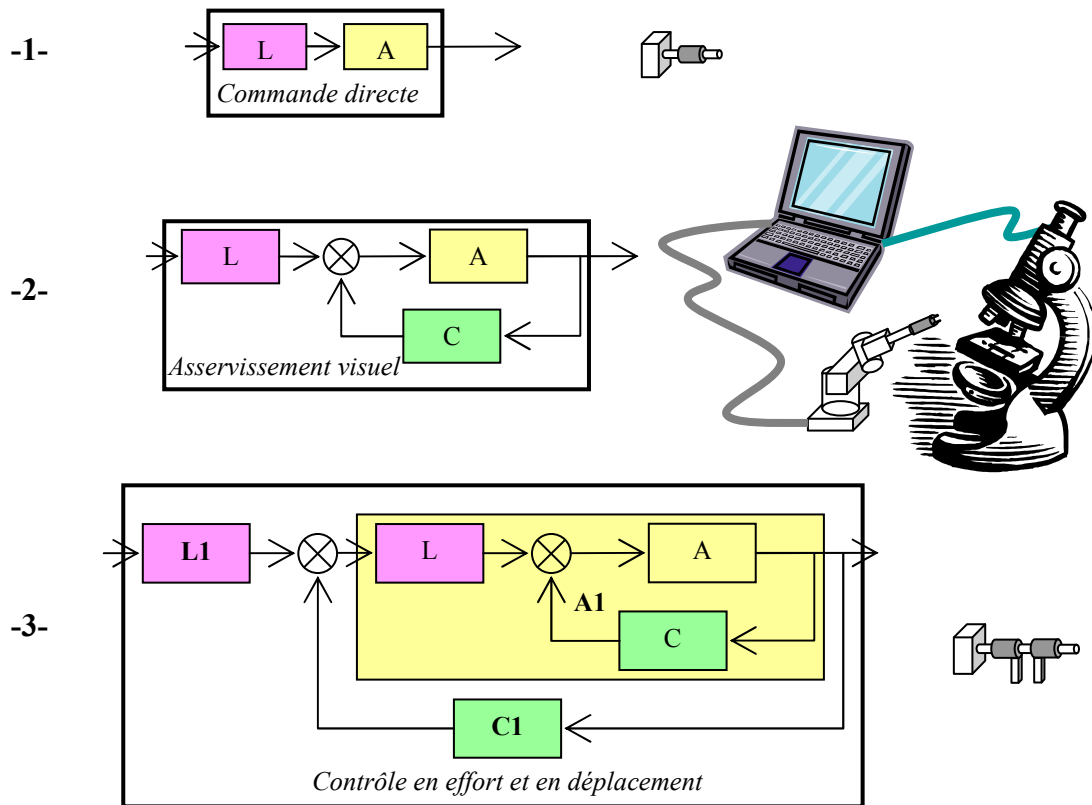 -1-
L A
Commande directe
-2-
L A
C
Asservissement visuel
-3-
L1 L A
A1
C
C1
Contrôle en effort et en déplacement